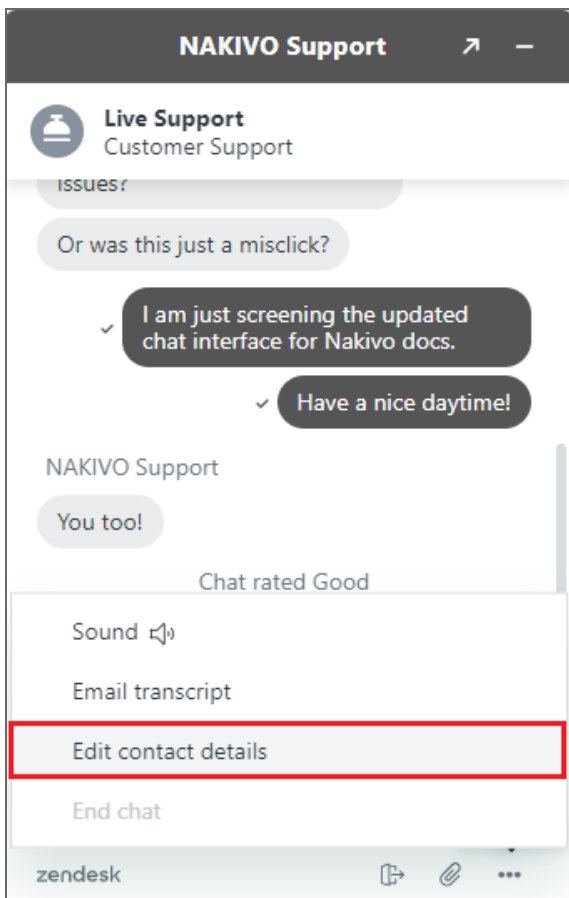 NAKIVO Support
Live Support
Customer Support
issues?
Or was this just a misclick?
I am just screening the updated
chat interface for Nakivo docs.
Have a nice daytime!
NAKIVO Support
You too!
Chat rated Good
Sound
Email transcript
Edit contact details
End chat
zendesk